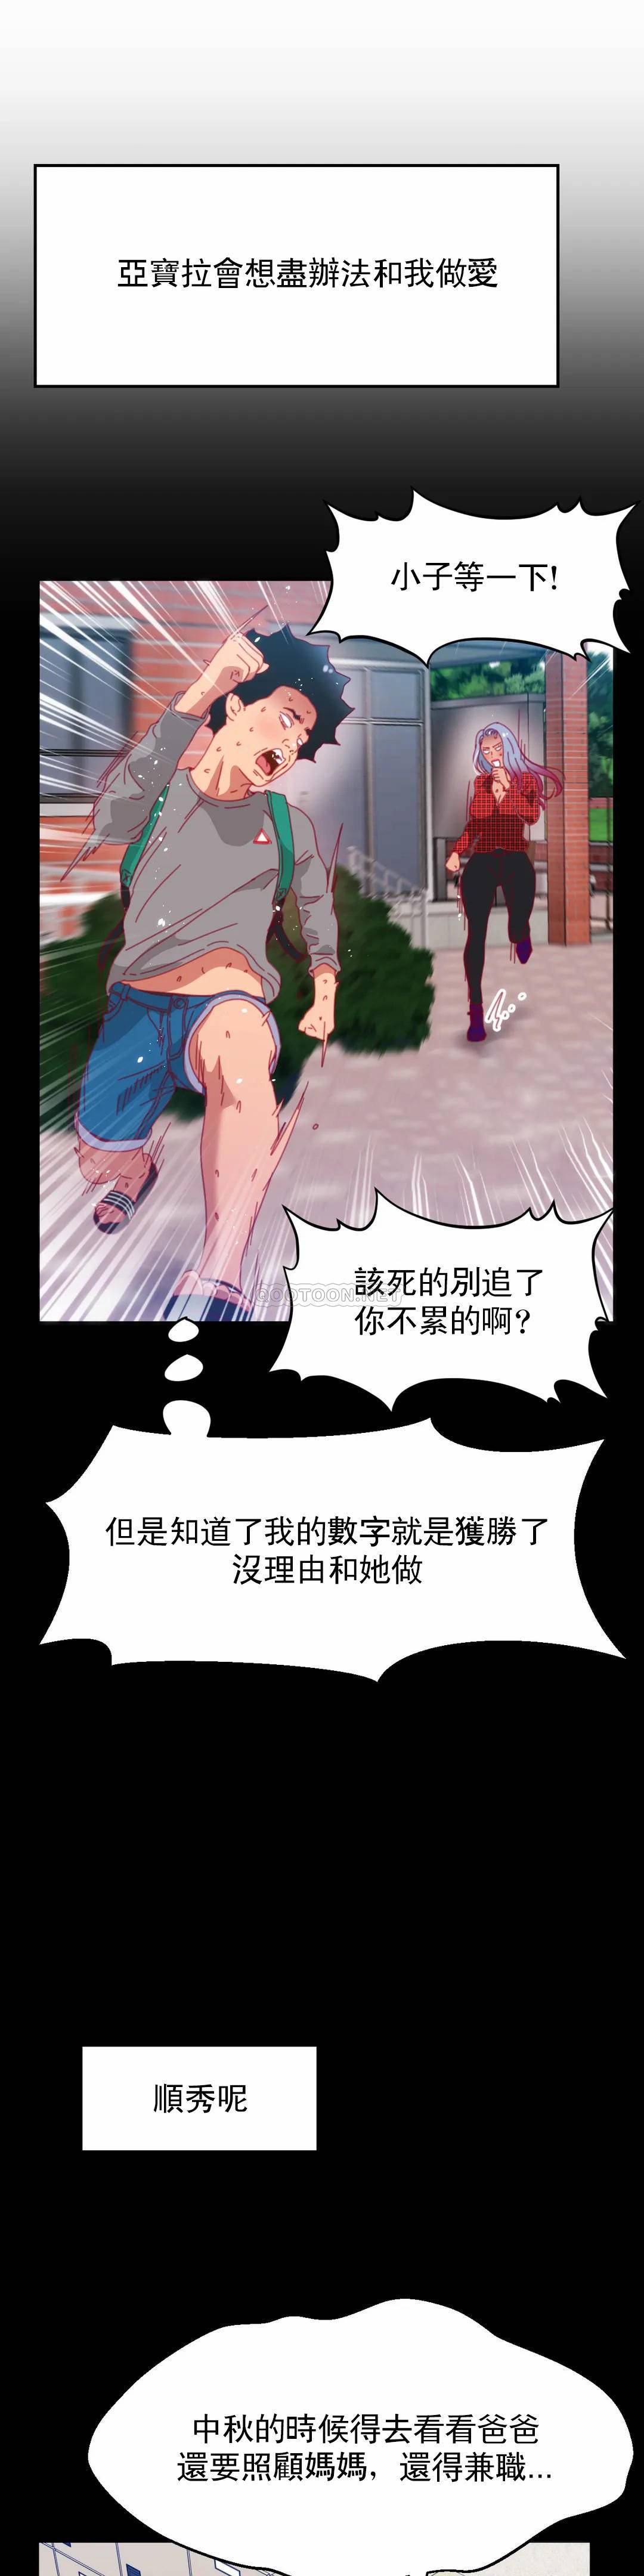 亞寶拉會想盡辦法和我做愛
小子等一下!
該死的別追了
你不累的啊?
QOOTOON.NET
但是知道了我的數字就是獲勝了
沒理由和她做
順秀呢
中秋的時候得去看看爸爸
還要照顧媽媽，還得兼職...